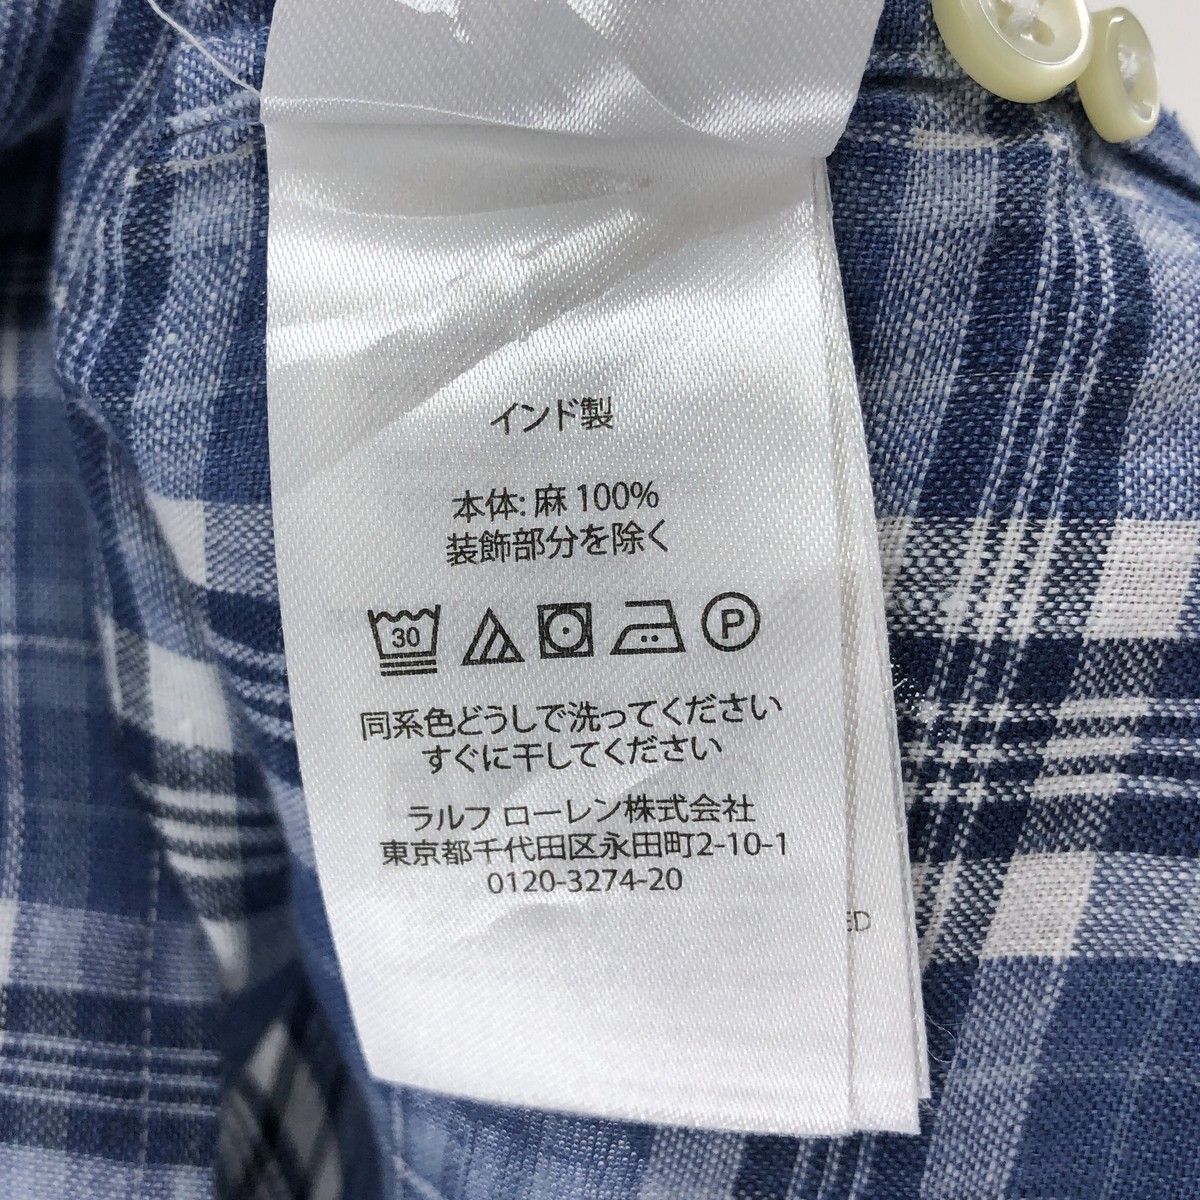 インド製
本体: 麻 100%
装飾部分を除く
30 P
同系色どうしで洗ってください
すぐに干してください
ラルフ ローレン株式会社
東京都千代田区永田町2-10-1
0120-3274-20
ED